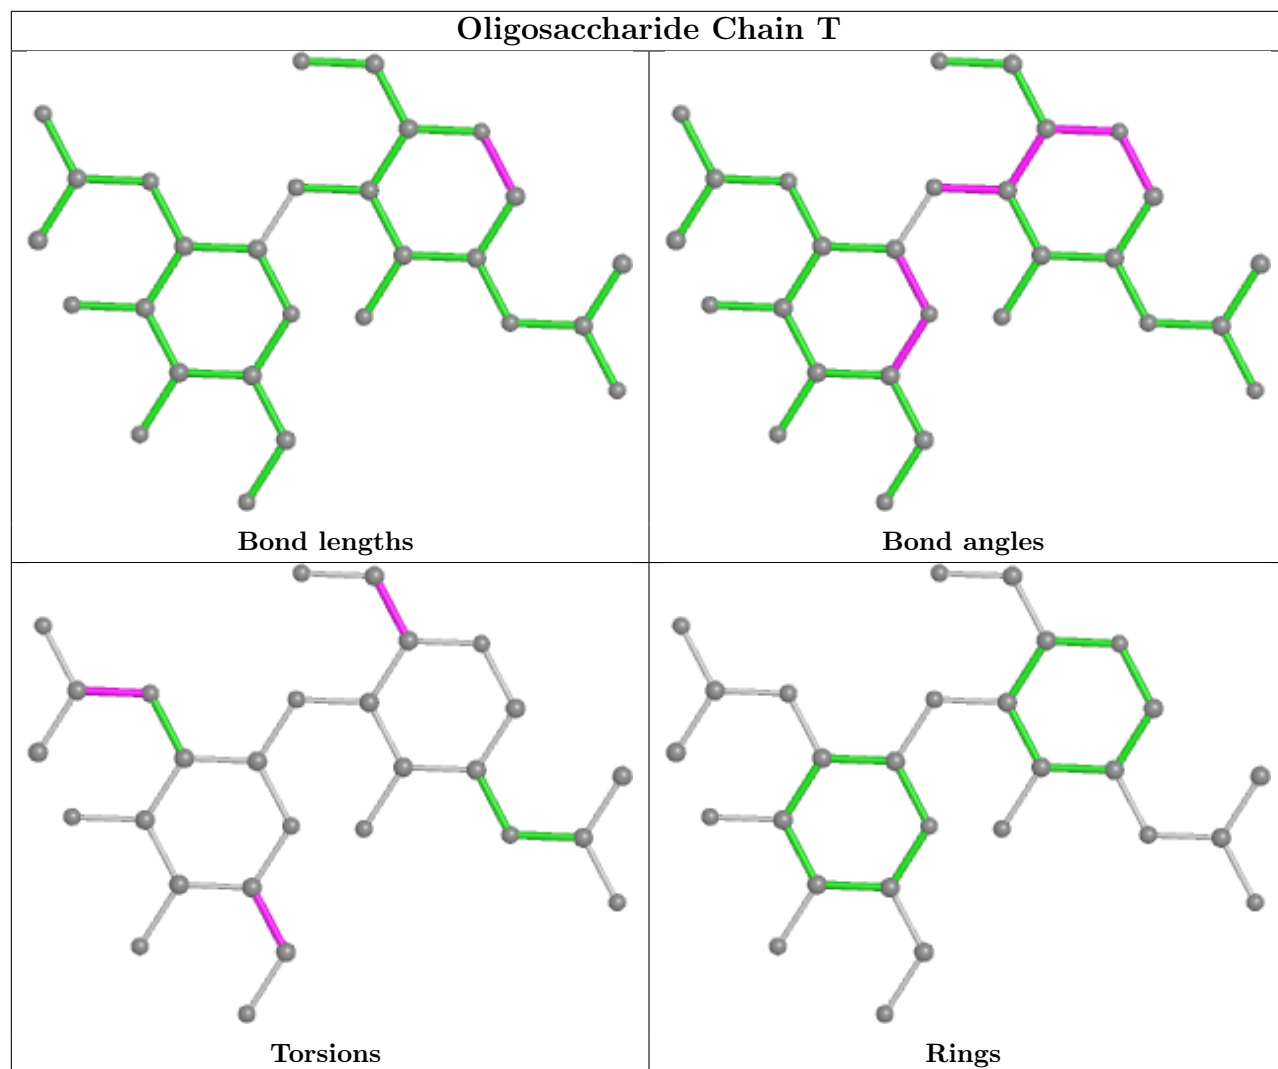 Oligosaccharide Chain T
Bond lengths
Bond angles
Torsions
Rings